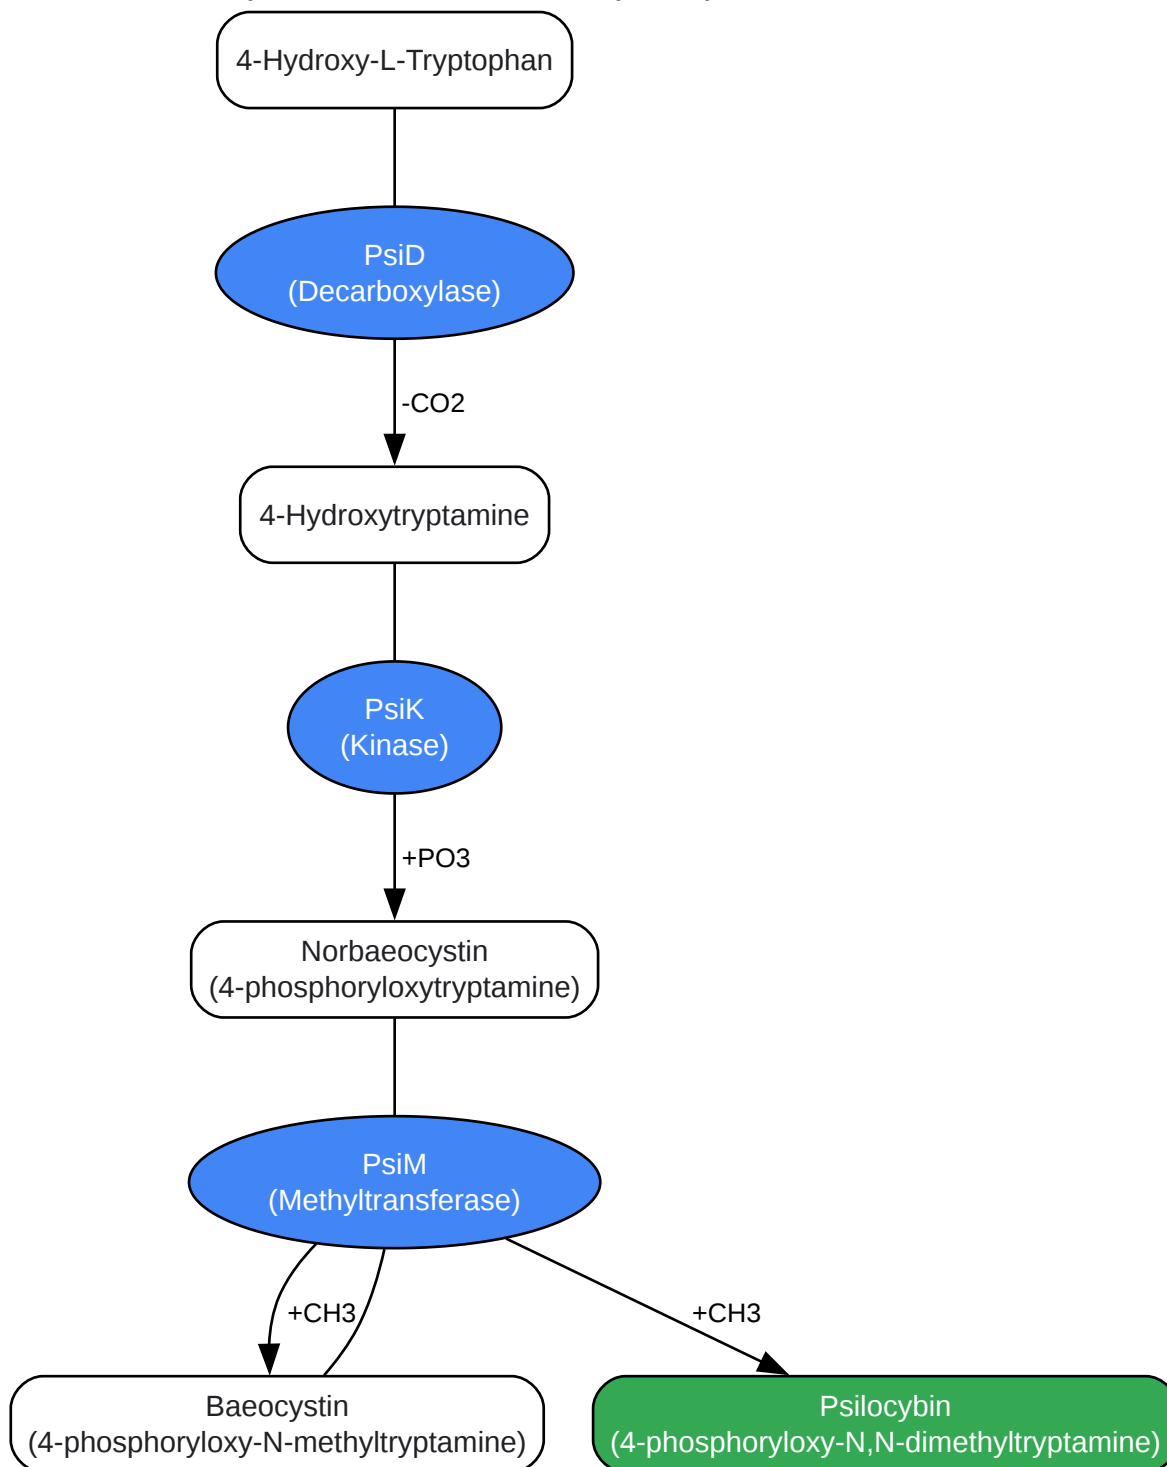 4-Hydroxy-L-Tryptophan
PsiD
(Decarboxylase)
-CO2
4-Hydroxytryptamine
PsiK
(Kinase)
+PO3
Norbaeocystin
(4-phosphoryloxytryptamine)
PsiM
(Methyltransferase)
+CH3
+CH3
Baeocystin
(4-phosphoryloxy-N-methyltryptamine)
Psilocybin
(4-phosphoryloxy-N,N-dimethyltryptamine)